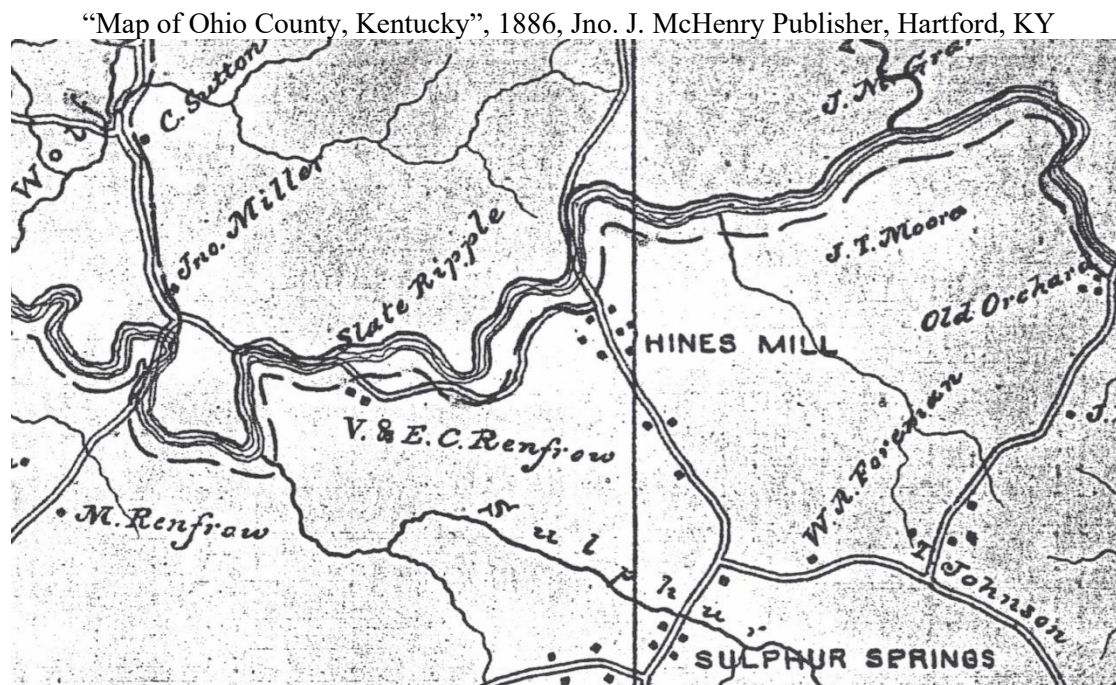 “Map of Ohio County, Kentucky”, 1886, Jno. J. McHenry Publisher, Hartford, KY
C. Sutton
J. M. Gra
Jno. Miller
Slate Ripple
J. T. Moore
Old Orchard
HINES MILL
J.
V. & E. C. Renfrow
W. R. Foreman
M. Renfrow
Sulphur
T. Johnson
SULPHUR SPRINGS